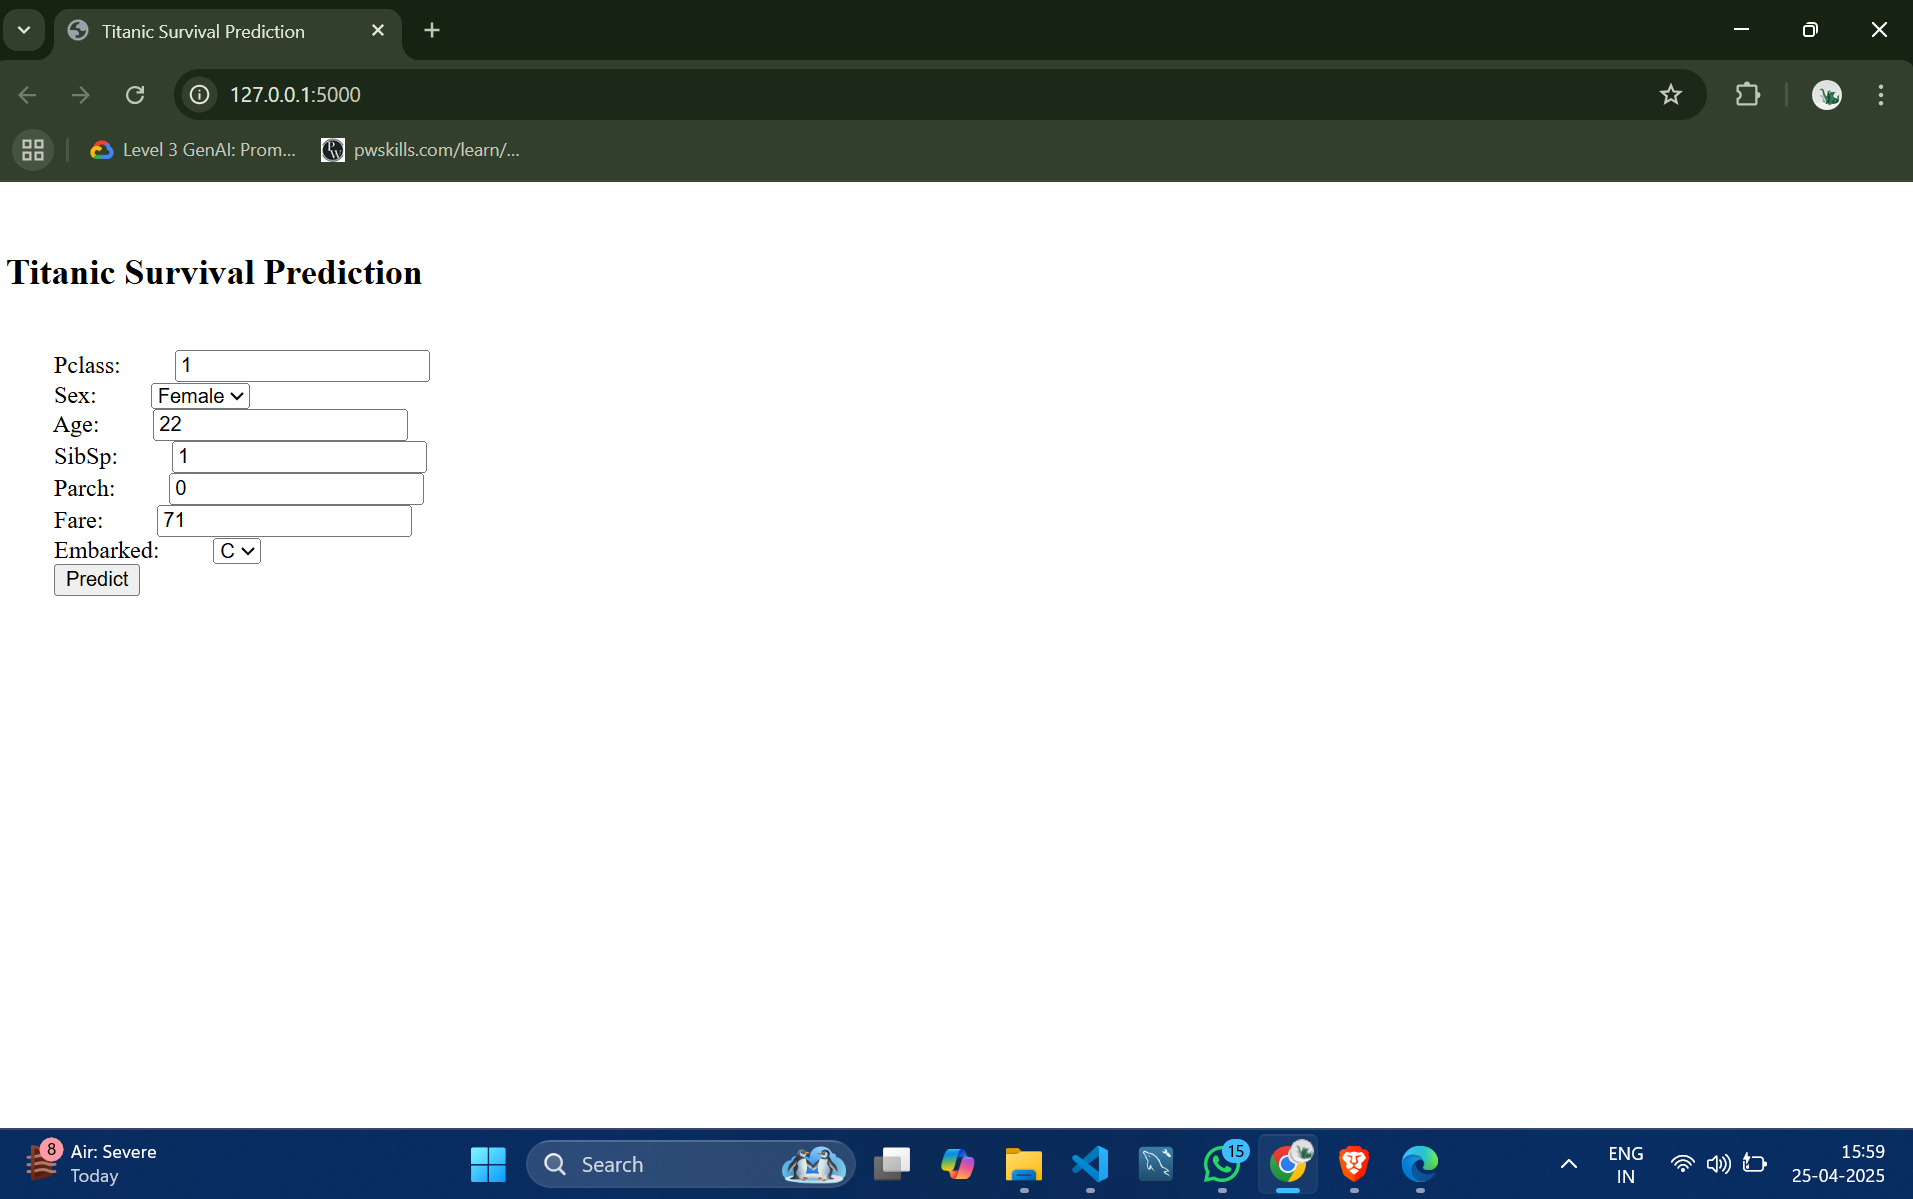 Titanic Survival Prediction
127.0.0.1:5000
Level 3 GenAI: Prom...
pwskills.com/learn/...
Titanic Survival Prediction
Pclass: 1
Sex: Female
Age: 22
SibSp: 1
Parch: 0
Fare: 71
Embarked: C
Predict
8
Air: Severe
Today
Search
15
ENG
IN
15:59
25-04-2025